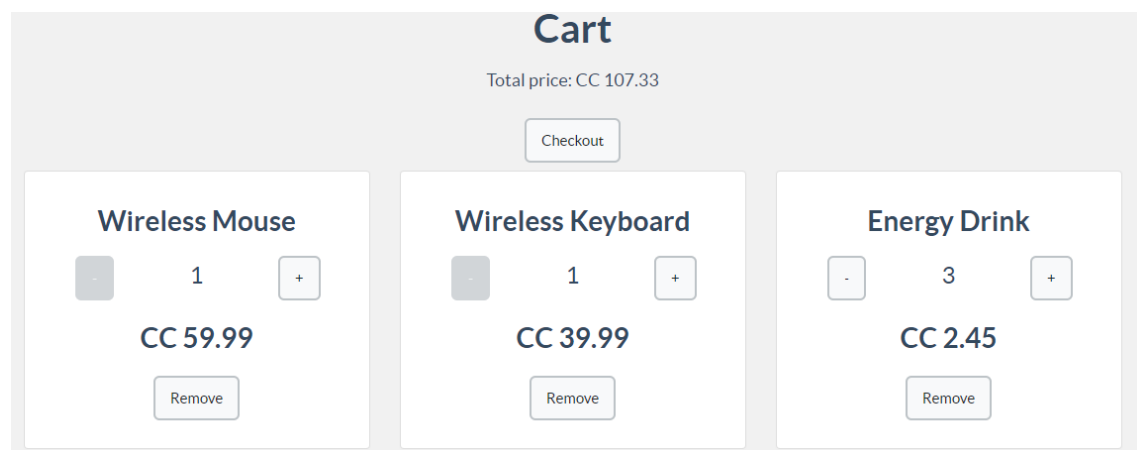 Cart
Total price: CC 107.33
Checkout
Wireless Mouse
- 1 +
CC 59.99
Remove
Wireless Keyboard
- 1 +
CC 39.99
Remove
Energy Drink
- 3 +
CC 2.45
Remove